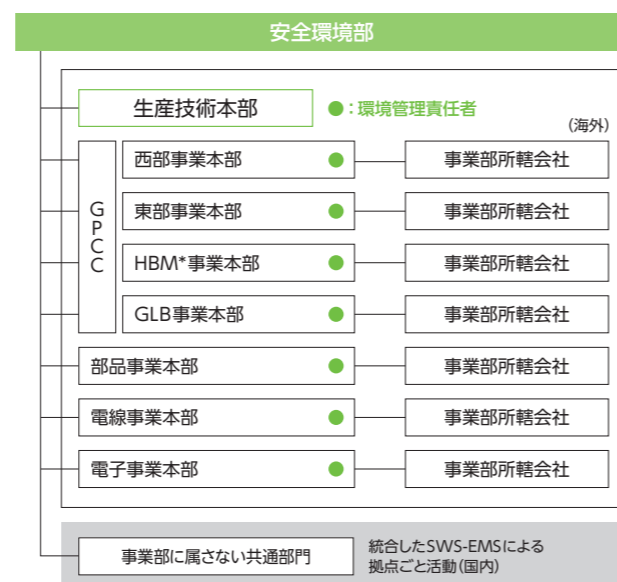 安全環境部
生産技術本部
●：環境管理責任者
(海外)
GPCC
西部事業本部 ● 事業部所轄会社
東部事業本部 ● 事業部所轄会社
HBM*事業本部 ● 事業部所轄会社
GLB事業本部 ● 事業部所轄会社
部品事業本部 ● 事業部所轄会社
電線事業本部 ● 事業部所轄会社
電子事業本部 ● 事業部所轄会社
事業部に属さない共通部門
統合したSWS-EMSによる
拠点ごと活動(国内)